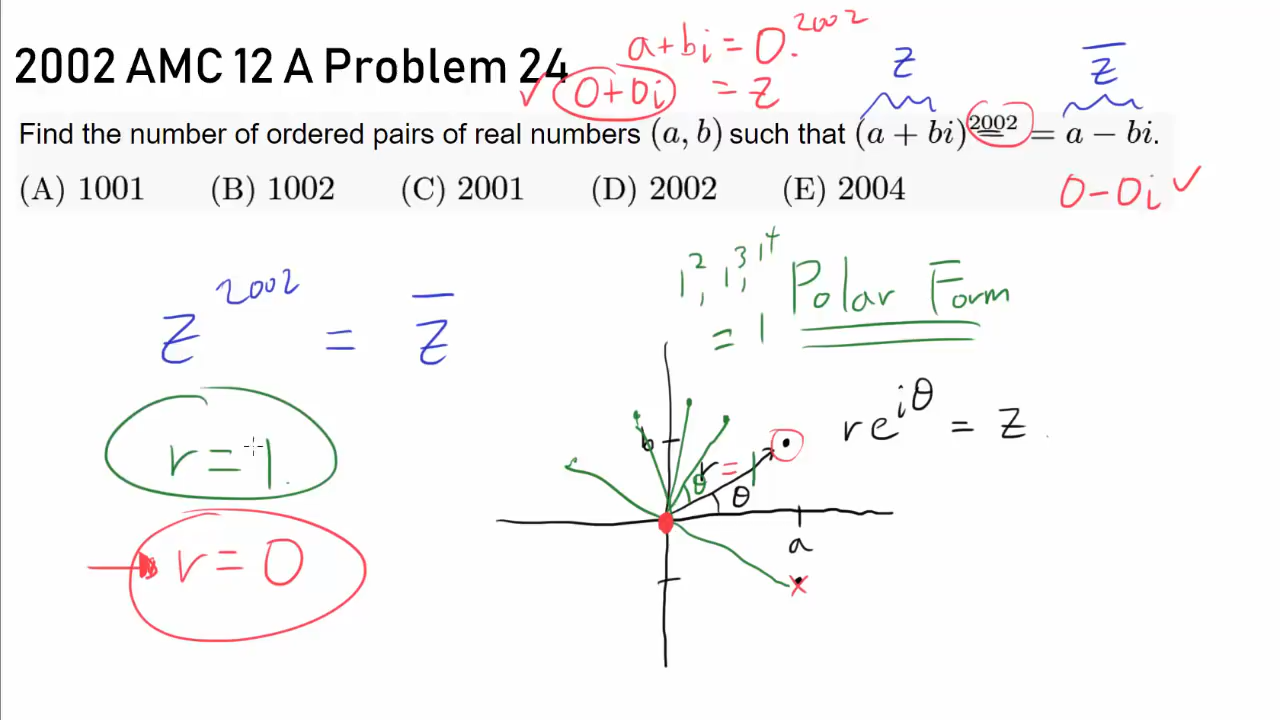 2002 AMC 12 A Problem 24
a+bi = 0.²⁰⁰²
✓ 0+0i = z
z z̅
Find the number of ordered pairs of real numbers (a, b) such that (a + bi)²⁰⁰² = a − bi.
(A) 1001 (B) 1002 (C) 2001 (D) 2002 (E) 2004
0−0i ✓
z²⁰⁰² = z̅
1², 1³, 1⁴
= 1
Polar Form
r = 1.
r = 0
b
r = 1
θ
θ
a
x
re^{iθ} = z.